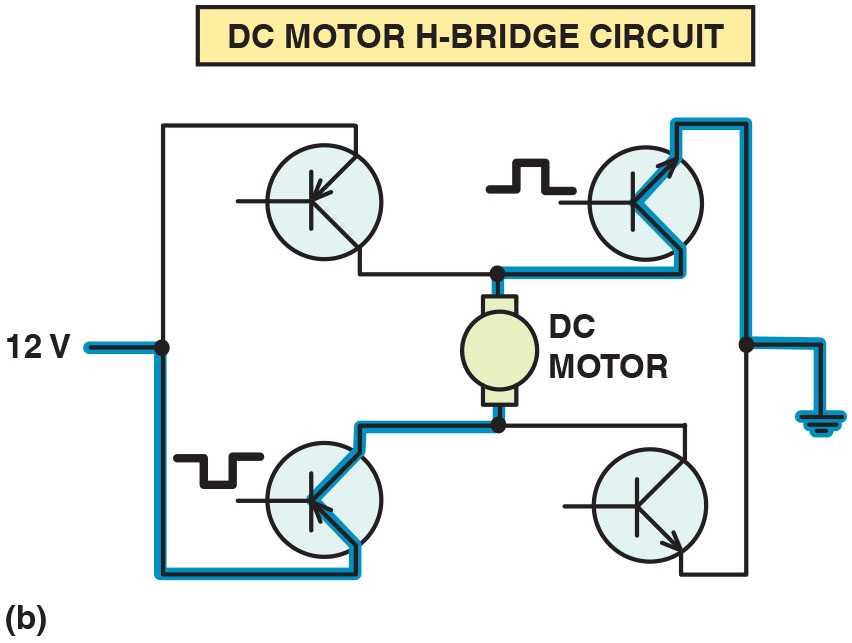 DC MOTOR H-BRIDGE CIRCUIT
12 V
DC
MOTOR
(b)